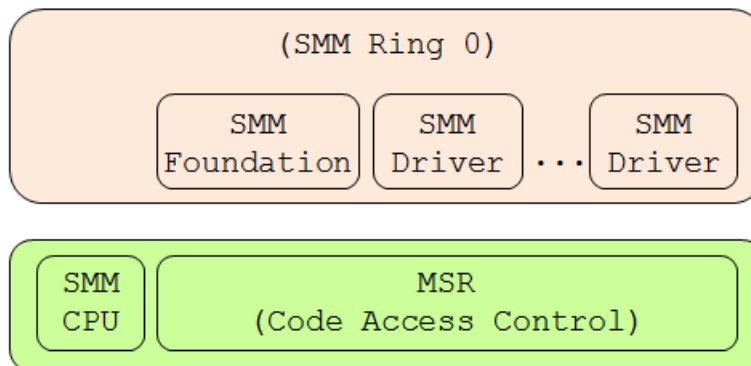 (SMM Ring 0)
SMM
Foundation
SMM
Driver
...
SMM
Driver
SMM
CPU
MSR
(Code Access Control)